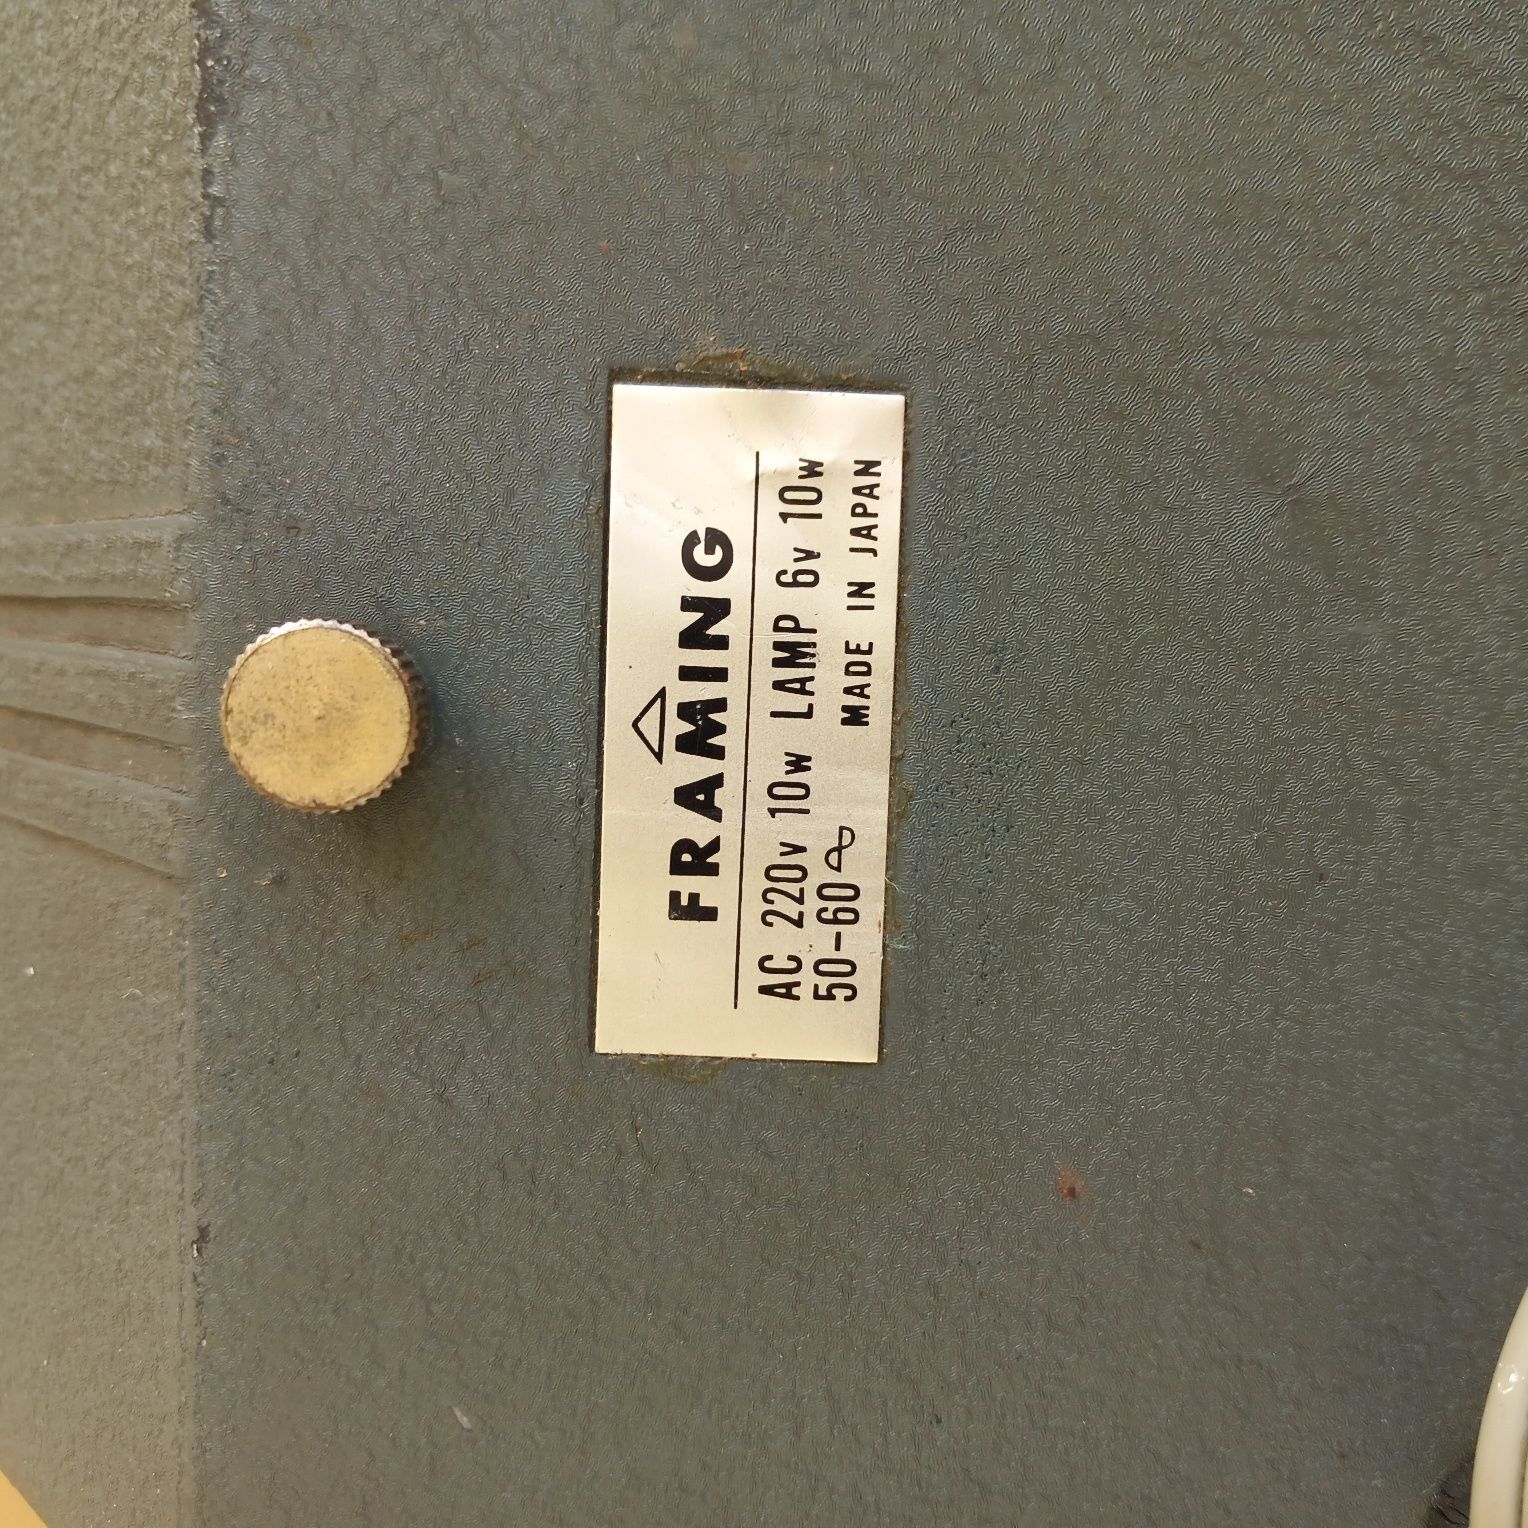 FRAMING
AC 220v 10w LAMP 6v 10w
50-60
MADE IN JAPAN